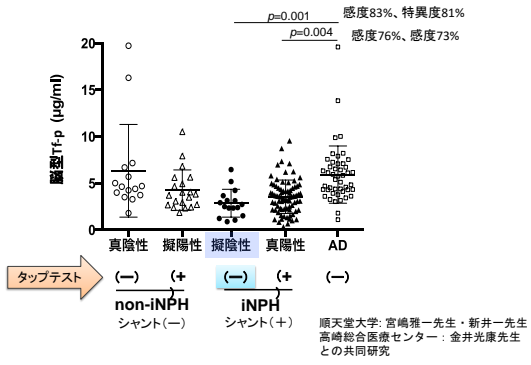 p=0.001 感度83%、特異度81%
p=0.004 感度76%、感度73%
脳型Tf-p (μg/ml)
20
15
10
5
0
真陰性 擬陽性 擬陰性 真陽性 AD
タップテスト (−) (+ (−) (+ (−)
non-iNPH iNPH
シャント(−) シャント(+)
順天堂大学: 宮嶋雅一先生・新井一先生
高崎総合医療センター：金井光康先生
との共同研究